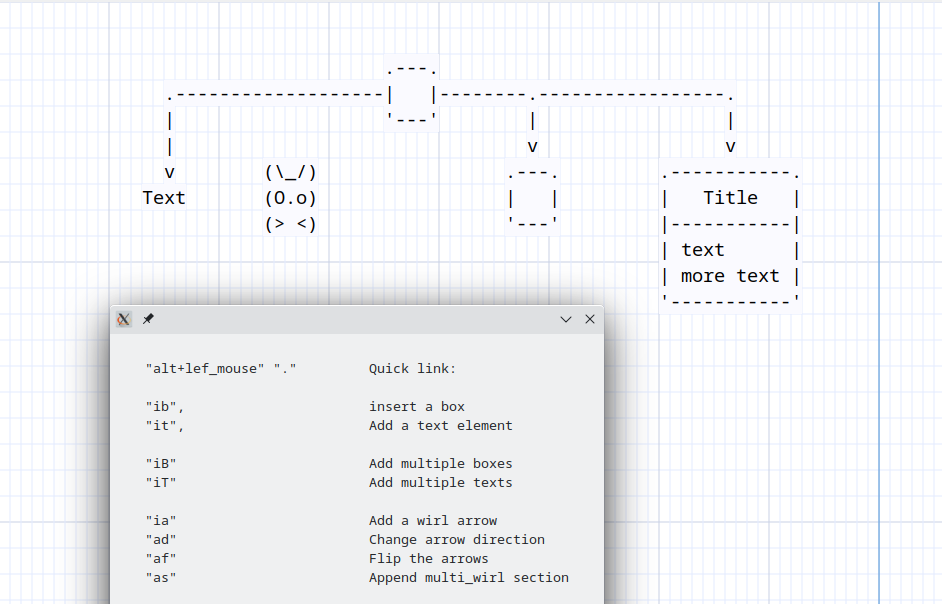 .---.
.-------------------|   |--------.-----------------.
|                   '---'        |                 |
|                                v                 v
v        (\_/)                 .---.         .-----------.
Text     (O.o)                 |   |         |   Title   |
(> <)                 '---'         |-----------|
| text      |
| more text |
'-----------'
"alt+lef_mouse" "."         Quick link:
"ib",                       insert a box
"it",                       Add a text element
"iB"                        Add multiple boxes
"iT"                        Add multiple texts
"ia"                        Add a wirl arrow
"ad"                        Change arrow direction
"af"                        Flip the arrows
"as"                        Append multi_wirl section